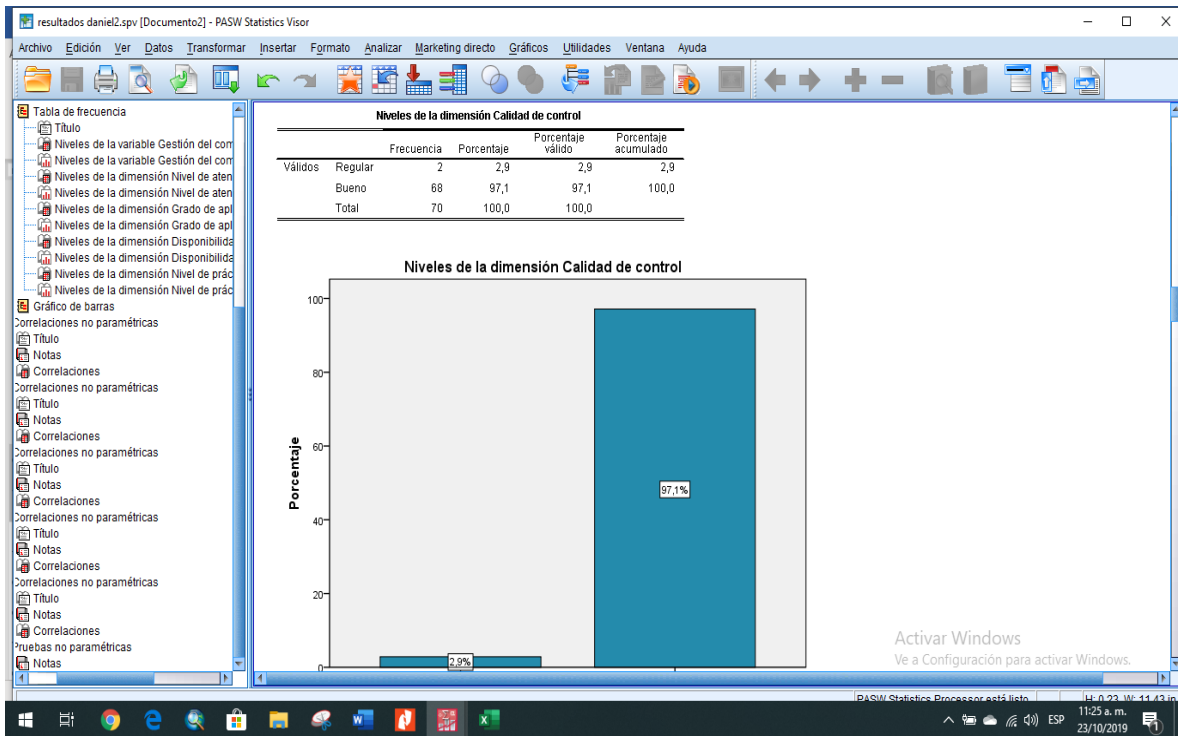 resultados daniel2.spv [Documento2] - PASW Statistics Visor
Archivo Edición Ver Datos Transformar Insertar Formato Analizar Marketing directo Gráficos Utilidades Ventana Ayuda
Tabla de frecuencia
Título
Niveles de la variable Gestión del com
Niveles de la variable Gestión del com
Niveles de la dimensión Nivel de aten
Niveles de la dimensión Nivel de aten
Niveles de la dimensión Grado de apl
Niveles de la dimensión Grado de apl
Niveles de la dimensión Disponibilida
Niveles de la dimensión Disponibilida
Niveles de la dimensión Nivel de prác
Niveles de la dimensión Nivel de prác
Gráfico de barras
Correlaciones no paramétricas
Título
Notas
Correlaciones
Correlaciones no paramétricas
Título
Notas
Correlaciones
Correlaciones no paramétricas
Título
Notas
Correlaciones
Correlaciones no paramétricas
Título
Notas
Correlaciones
Correlaciones no paramétricas
Título
Notas
Correlaciones
Pruebas no paramétricas
Notas
Niveles de la dimensión Calidad de control
Frecuencia Porcentaje Porcentaje válido Porcentaje acumulado
Válidos Regular 2 2,9 2,9 2,9
Bueno 68 97,1 97,1 100,0
Total 70 100,0 100,0
Niveles de la dimensión Calidad de control
Porcentaje
100
80
60
40
20
0
2,9%
97,1%
Activar Windows
Ve a Configuración para activar Windows.
PASW Statistics Processor está listo H: 0,23, W: 11,43 in
ESP
11:25 a. m.
23/10/2019